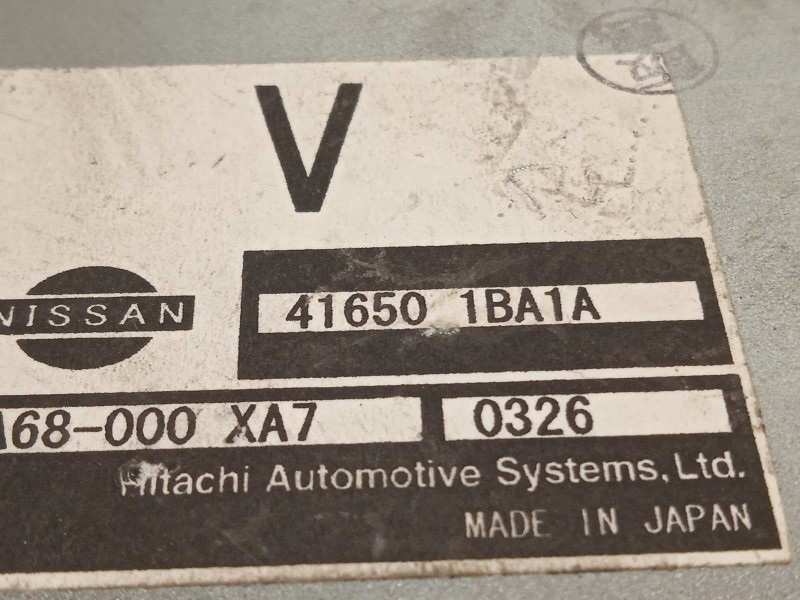 V
NISSAN
41650 1BA1A
A68-000 XA7 0326
Hitachi Automotive Systems, Ltd.
MADE IN JAPAN